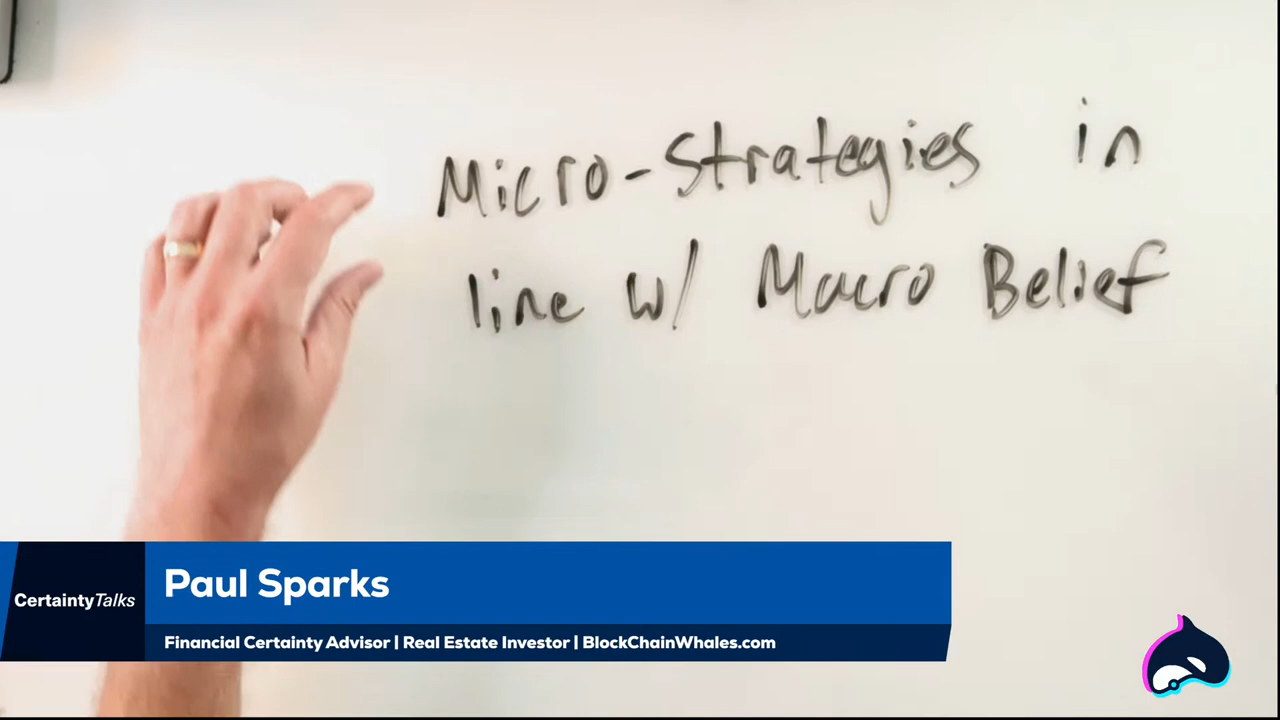 Micro-Strategies in
line w/ Macro Belief
Paul Sparks
CertaintyTalks
Financial Certainty Advisor | Real Estate Investor | BlockChainWhales.com